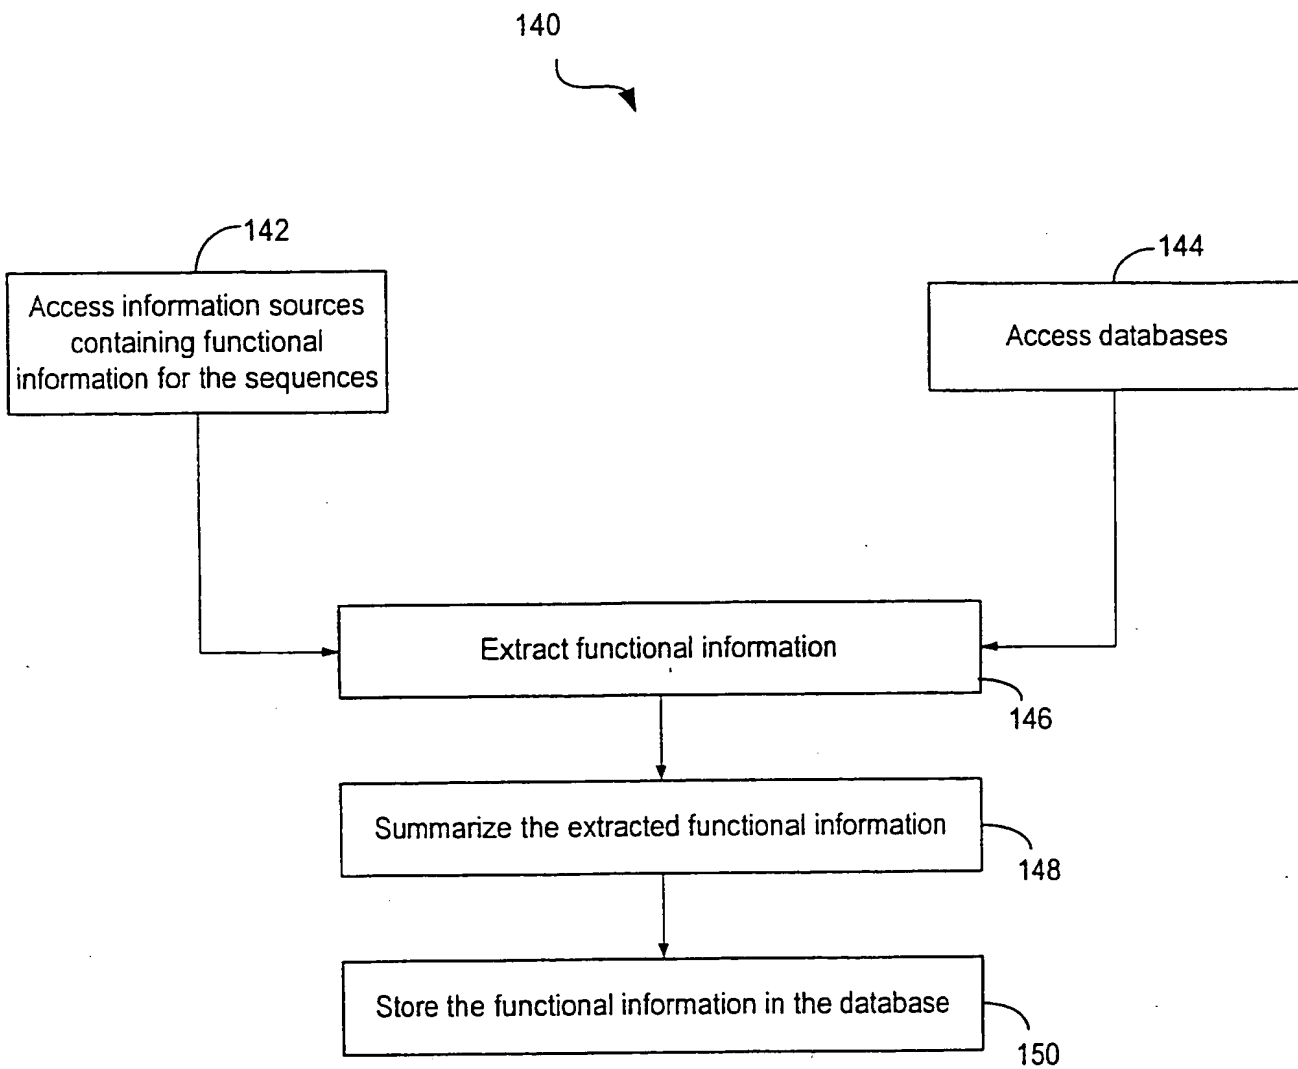 140
142
144
Access information sources
containing functional
information for the sequences
Access databases
Extract functional information
146
Summarize the extracted functional information
148
Store the functional information in the database
150